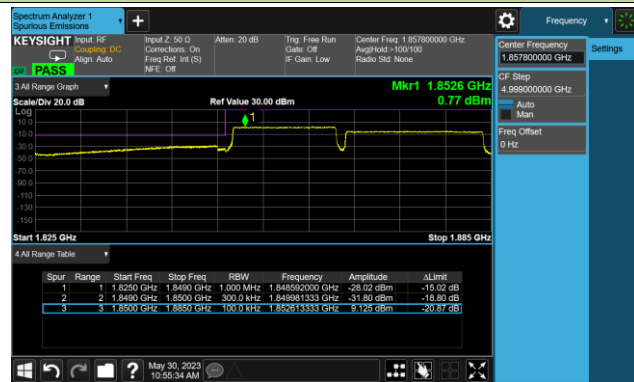 Spectrum Analyzer 1
Spurious Emissions
Frequency
KEYSIGHT Input: RF
Coupling: DC
Align: Auto
Input Z: 50 Ω
Corrections: On
Freq Ref: Int (S)
NFE: Off
Atten: 20 dB
Trig: Free Run
Gate: Off
IF Gain: Low
Center Freq: 1.857800000 GHz
Avg|Hold:>100/100
Radio Std: None
PASS
Center Frequency
1.857800000 GHz
Settings
CF Step
4.999000000 GHz
Auto
Man
Freq Offset
0 Hz
3 All Range Graph
Mkr1 1.8526 GHz
Scale/Div 20.0 dB
Ref Value 30.00 dBm
0.77 dBm
Log
10.0
-10.0
-30.0
-50.0
-70.0
-90.0
-110
-130
-150
1
Start 1.825 GHz
Stop 1.885 GHz
4 All Range Table
Spur Range Start Freq Stop Freq RBW Frequency Amplitude ΔLimit
1 1 1.8250 GHz 1.8490 GHz 1.000 MHz 1.848592000 GHz -28.02 dBm -15.02 dB
2 2 1.8490 GHz 1.8500 GHz 300.0 kHz 1.849981333 GHz -31.80 dBm -18.80 dB
3 3 1.8500 GHz 1.8850 GHz 100.0 kHz 1.852613333 GHz 9.125 dBm -20.87 dB
May 30, 2023
10:55:34 AM